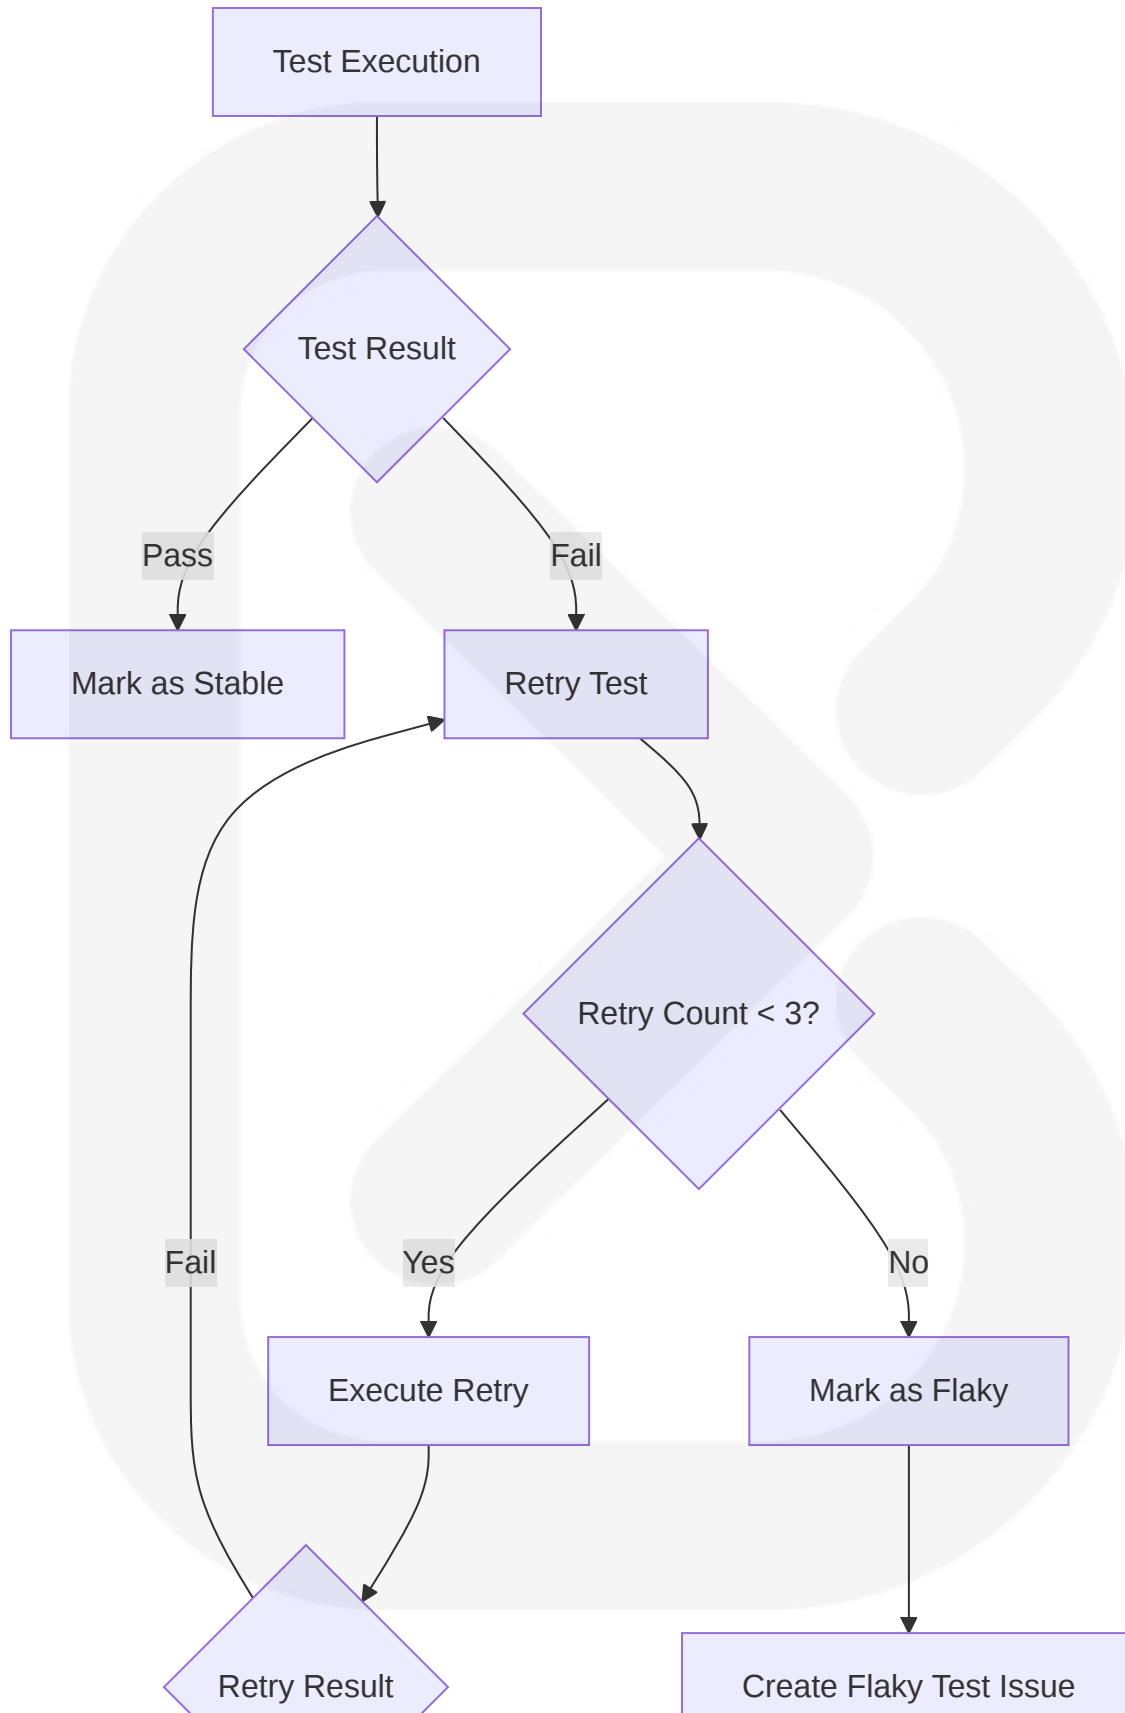 Test Execution
Test Result
Pass
Fail
Mark as Stable
Retry Test
Retry Count < 3?
Fail
Yes
No
Execute Retry
Mark as Flaky
Retry Result
Create Flaky Test Issue